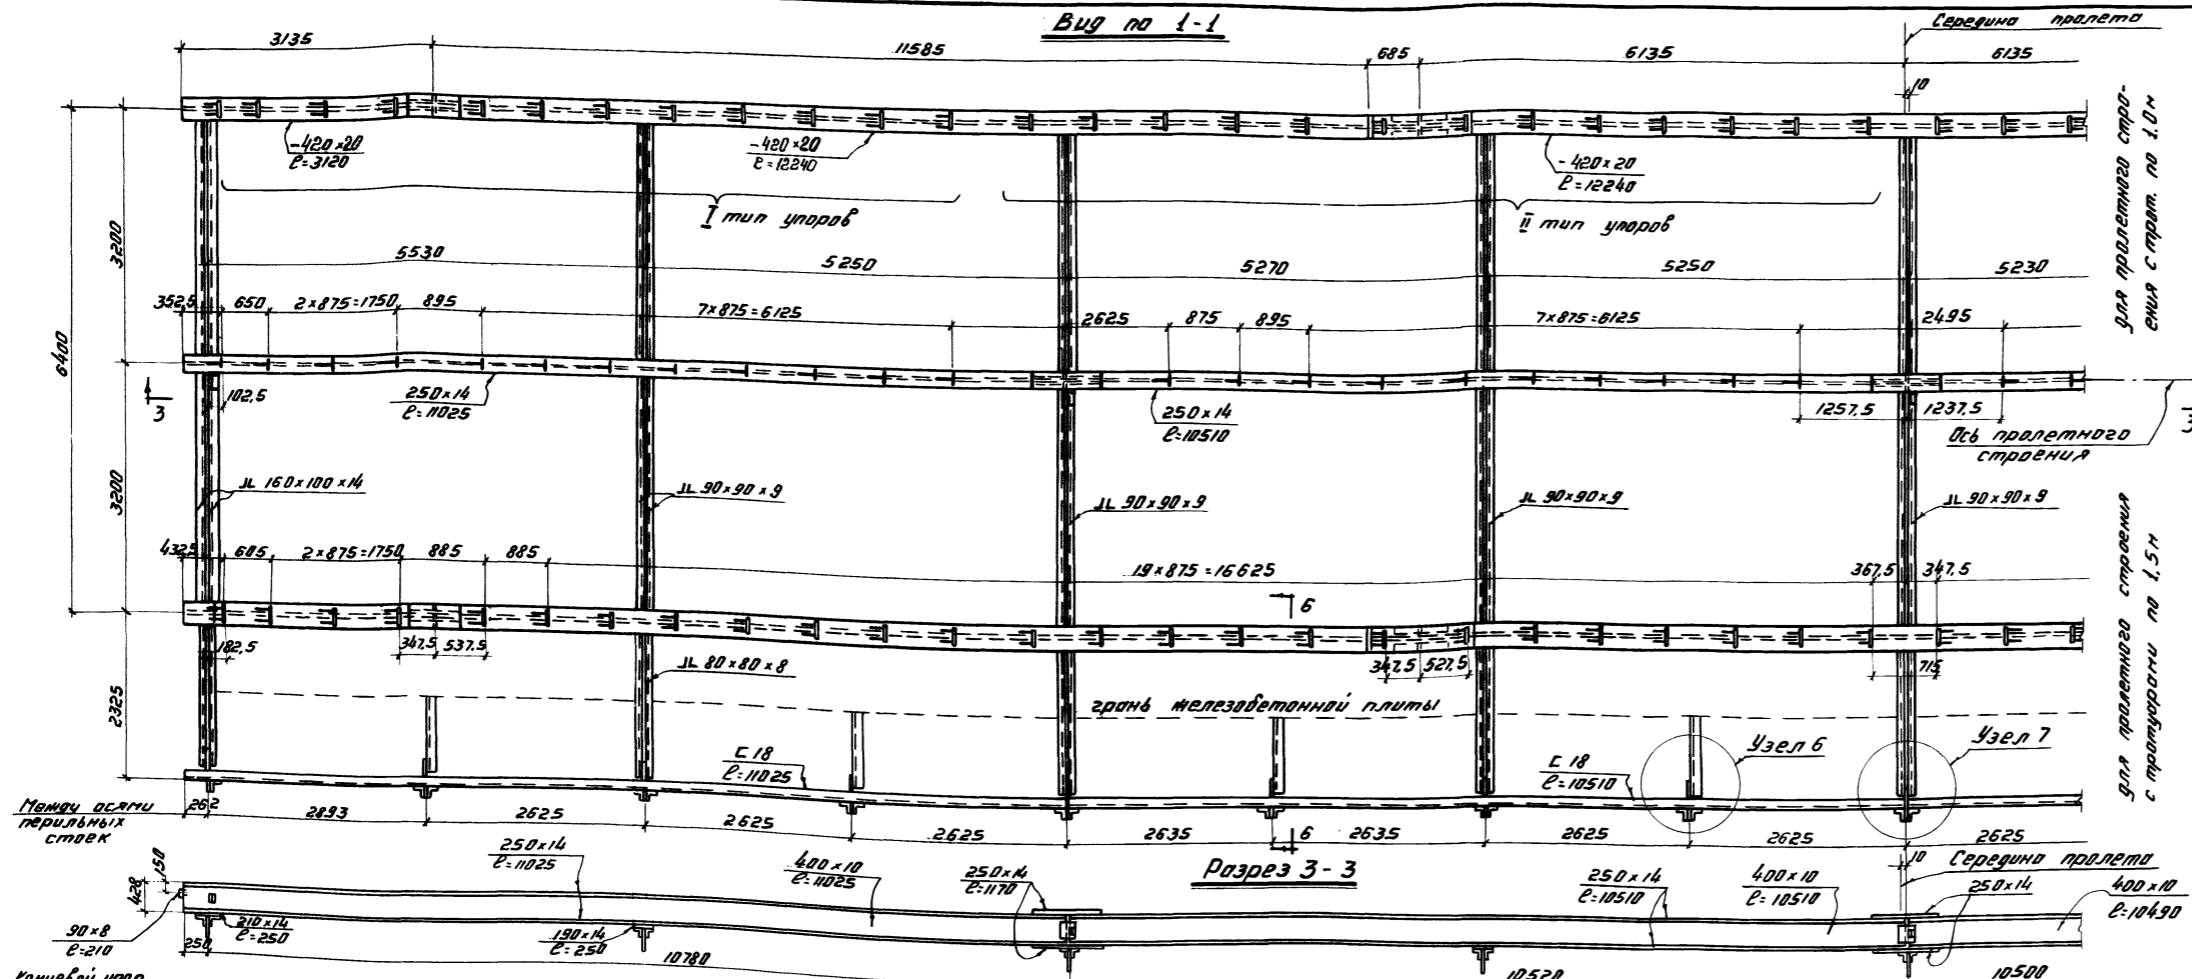 Вид по 1-1
Середина пролета
3135
11585
685
6135
6135
10
-420×20
ℓ=3120
-420×20
ℓ=12240
-420×20
ℓ=12240
для пролетного стро-
ения с трот. по 1.0м
I тип упоров
II тип упоров
3200
6400
5530
5250
5270
5250
5230
352,5
650
2×875=1750
895
7×875=6125
2625
875
895
7×875=6125
2495
3
102,5
250×14
ℓ=11025
250×14
ℓ=10510
1257,5
1237,5
Ось пролетного
строения
3
3200
⅃L 160×100×14
⅃L 90×90×9
⅃L 90×90×9
⅃L 90×90×9
⅃L 90×90×9
для пролетного строения
с тротуарами по 1,5м
432,5
605
2×875=1750
885
885
19×875=16625
367,5
347,5
6
182,5
347,5
537,5
347,5
527,5
715
2325
⅃L 80×80×8
грань железобетонной плиты
Узел 6
Узел 7
С 18
ℓ=11025
С 18
ℓ=10510
Между осями
перильных
стоек
262
2893
2625
2625
2625
2635
6
2635
2625
2625
2625
Разрез 3-3
10
Середина пролета
150
428
250×14
ℓ=11025
400×10
ℓ=11025
250×14
ℓ=1170
250×14
ℓ=10510
400×10
ℓ=10510
250×14
400×10
ℓ=10490
90×8
ℓ=210
210×14
ℓ=250
190×14
ℓ=250
250
10780
10520
10500
Концевой упор